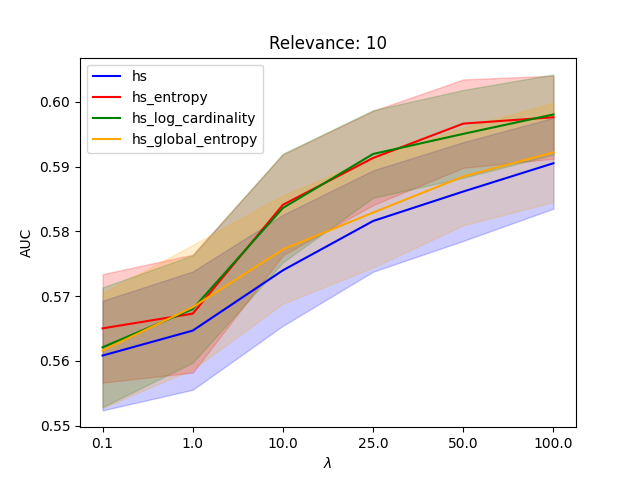 Relevance: 10
hs
hs_entropy
hs_log_cardinality
hs_global_entropy
AUC
0.60
0.59
0.58
0.57
0.56
0.55
0.1 1.0 10.0 25.0 50.0 100.0
λ